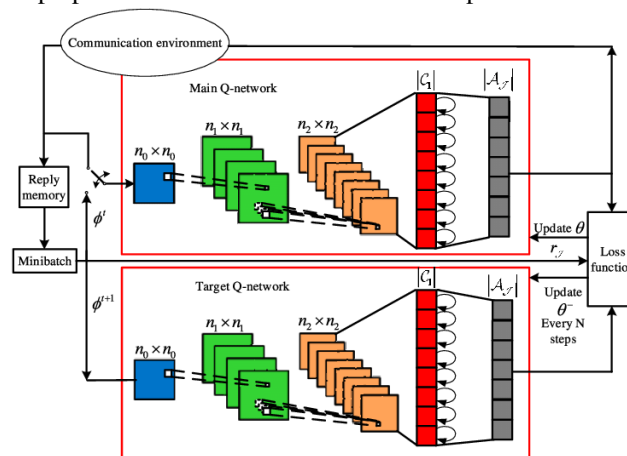 Communication environment
Main Q-network
|C₁|
|A_𝒥|
n₀ × n₀
n₁ × n₁
n₂ × n₂
Reply
memory
ϕᵗ
Minibatch
Update θ
r_𝒥
Loss
function
Target Q-network
|C₁|
|A_𝒥|
Update
θ⁻
Every N
steps
ϕᵗ⁺¹
n₀ × n₀
n₁ × n₁
n₂ × n₂